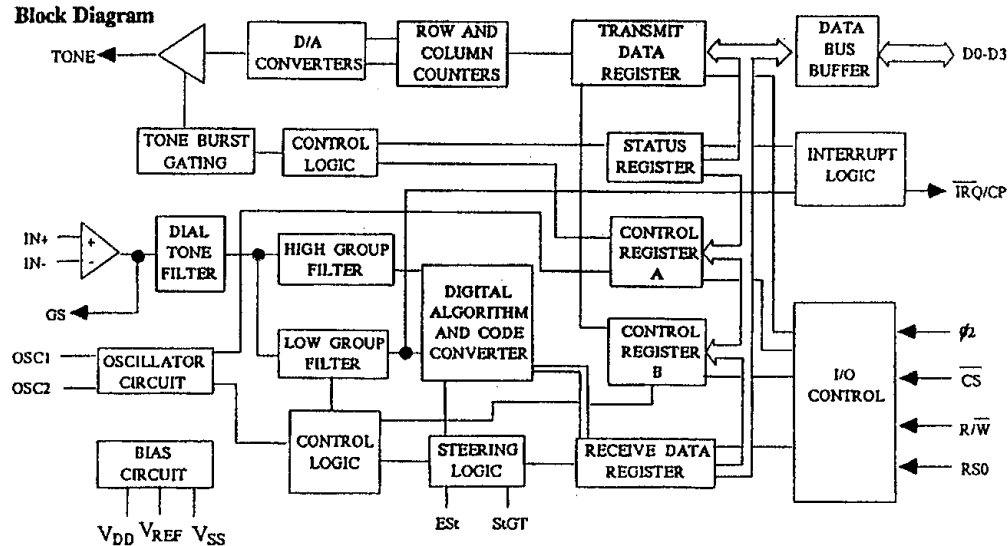 Block Diagram
TONE
D/A
CONVERTERS
ROW AND
COLUMN
COUNTERS
TRANSMIT
DATA
REGISTER
DATA
BUS
BUFFER
D0-D3
TONE BURST
GATING
CONTROL
LOGIC
STATUS
REGISTER
INTERRUPT
LOGIC
IRQ/CP
IN+
IN-
+
-
DIAL
TONE
FILTER
HIGH GROUP
FILTER
CONTROL
REGISTER
A
GS
DIGITAL
ALGORITHM
AND CODE
CONVERTER
OSC1
OSC2
OSCILLATOR
CIRCUIT
LOW GROUP
FILTER
CONTROL
REGISTER
B
I/O
CONTROL
ϕ2
CS
R/W
RS0
BIAS
CIRCUIT
CONTROL
LOGIC
STEERING
LOGIC
RECEIVE DATA
REGISTER
VDD VREF VSS
ESt
StGT